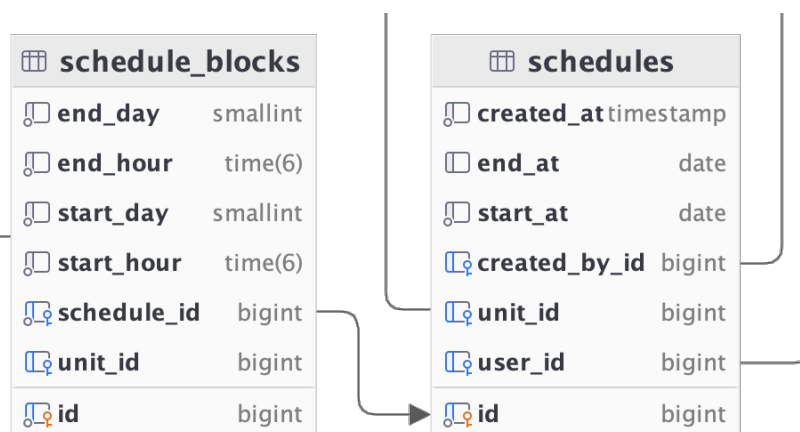 schedule_blocks
end_day smallint
end_hour time(6)
start_day smallint
start_hour time(6)
schedule_id bigint
unit_id bigint
id bigint
schedules
created_at timestamp
end_at date
start_at date
created_by_id bigint
unit_id bigint
user_id bigint
id bigint